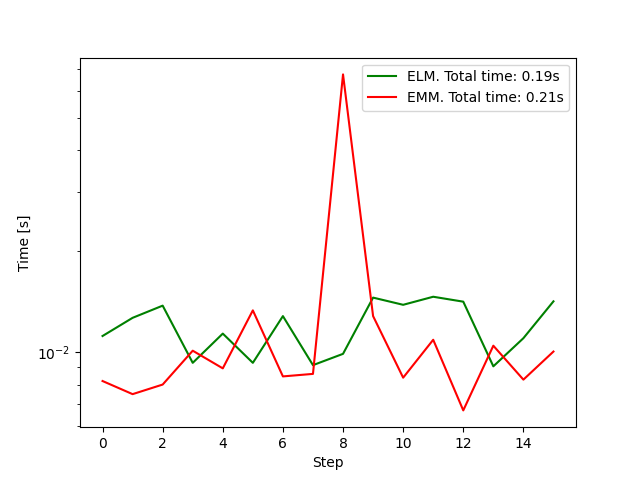 ELM. Total time: 0.19s
EMM. Total time: 0.21s
Time [s]
10⁻²
0 2 4 6 8 10 12 14
Step